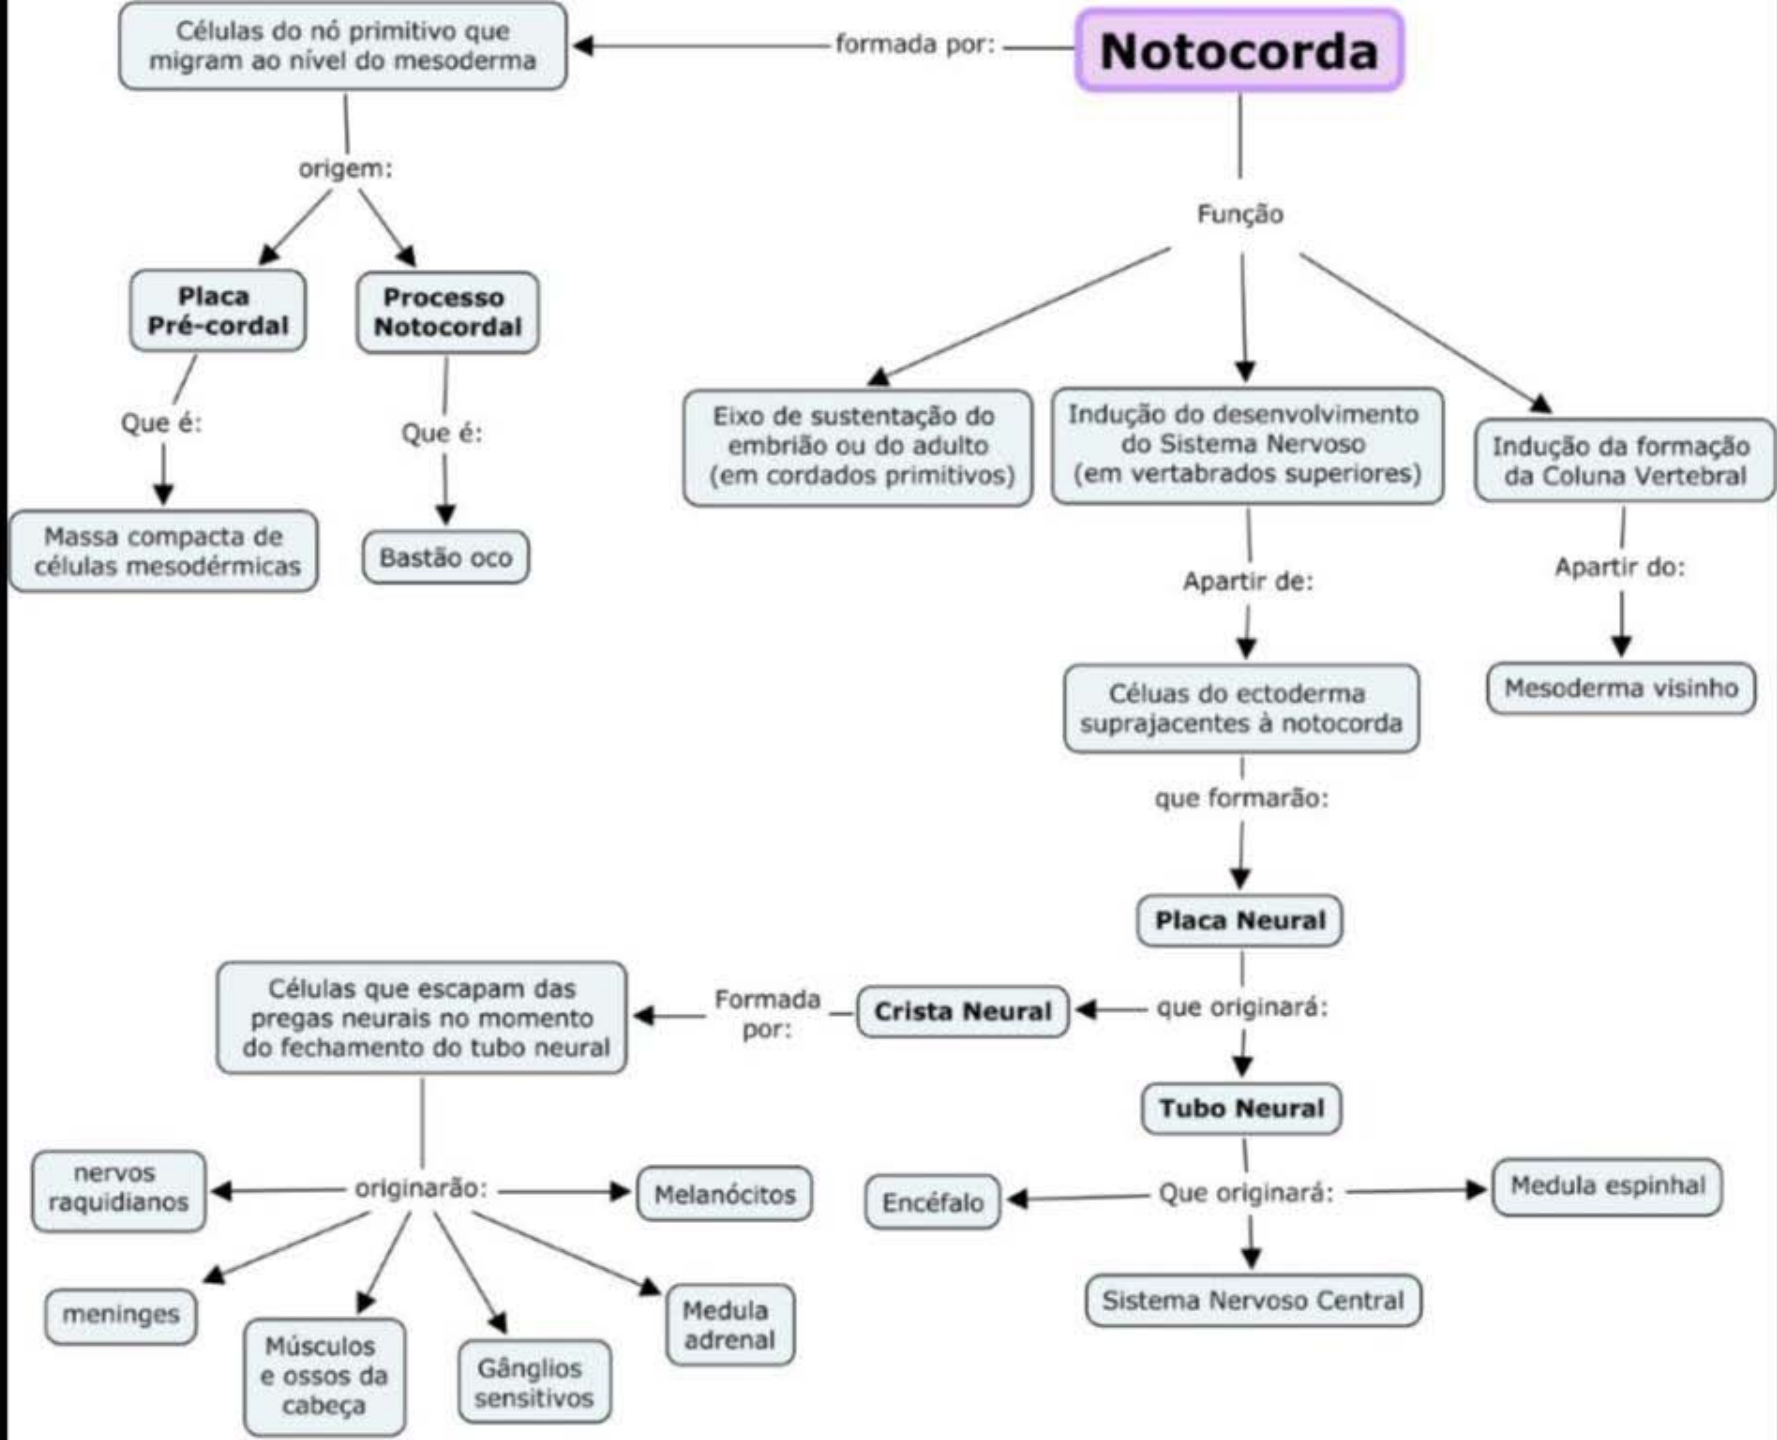 Notocorda
formada por:
Células do nó primitivo que
migram ao nível do mesoderma
origem:
Placa
Pré-cordal
Processo
Notocordal
Que é:
Que é:
Massa compacta de
células mesodérmicas
Bastão oco
Função
Eixo de sustentação do
embrião ou do adulto
(em cordados primitivos)
Indução do desenvolvimento
do Sistema Nervoso
(em vertabrados superiores)
Indução da formação
da Coluna Vertebral
Apartir de:
Apartir do:
Céluas do ectoderma
suprajacentes à notocorda
Mesoderma visinho
que formarão:
Placa Neural
que originará:
Crista Neural
Formada
por:
Células que escapam das
pregas neurais no momento
do fechamento do tubo neural
originarão:
nervos
raquidianos
Melanócitos
meninges
Músculos
e ossos da
cabeça
Gânglios
sensitivos
Medula
adrenal
Tubo Neural
Que originará:
Encéfalo
Medula espinhal
Sistema Nervoso Central